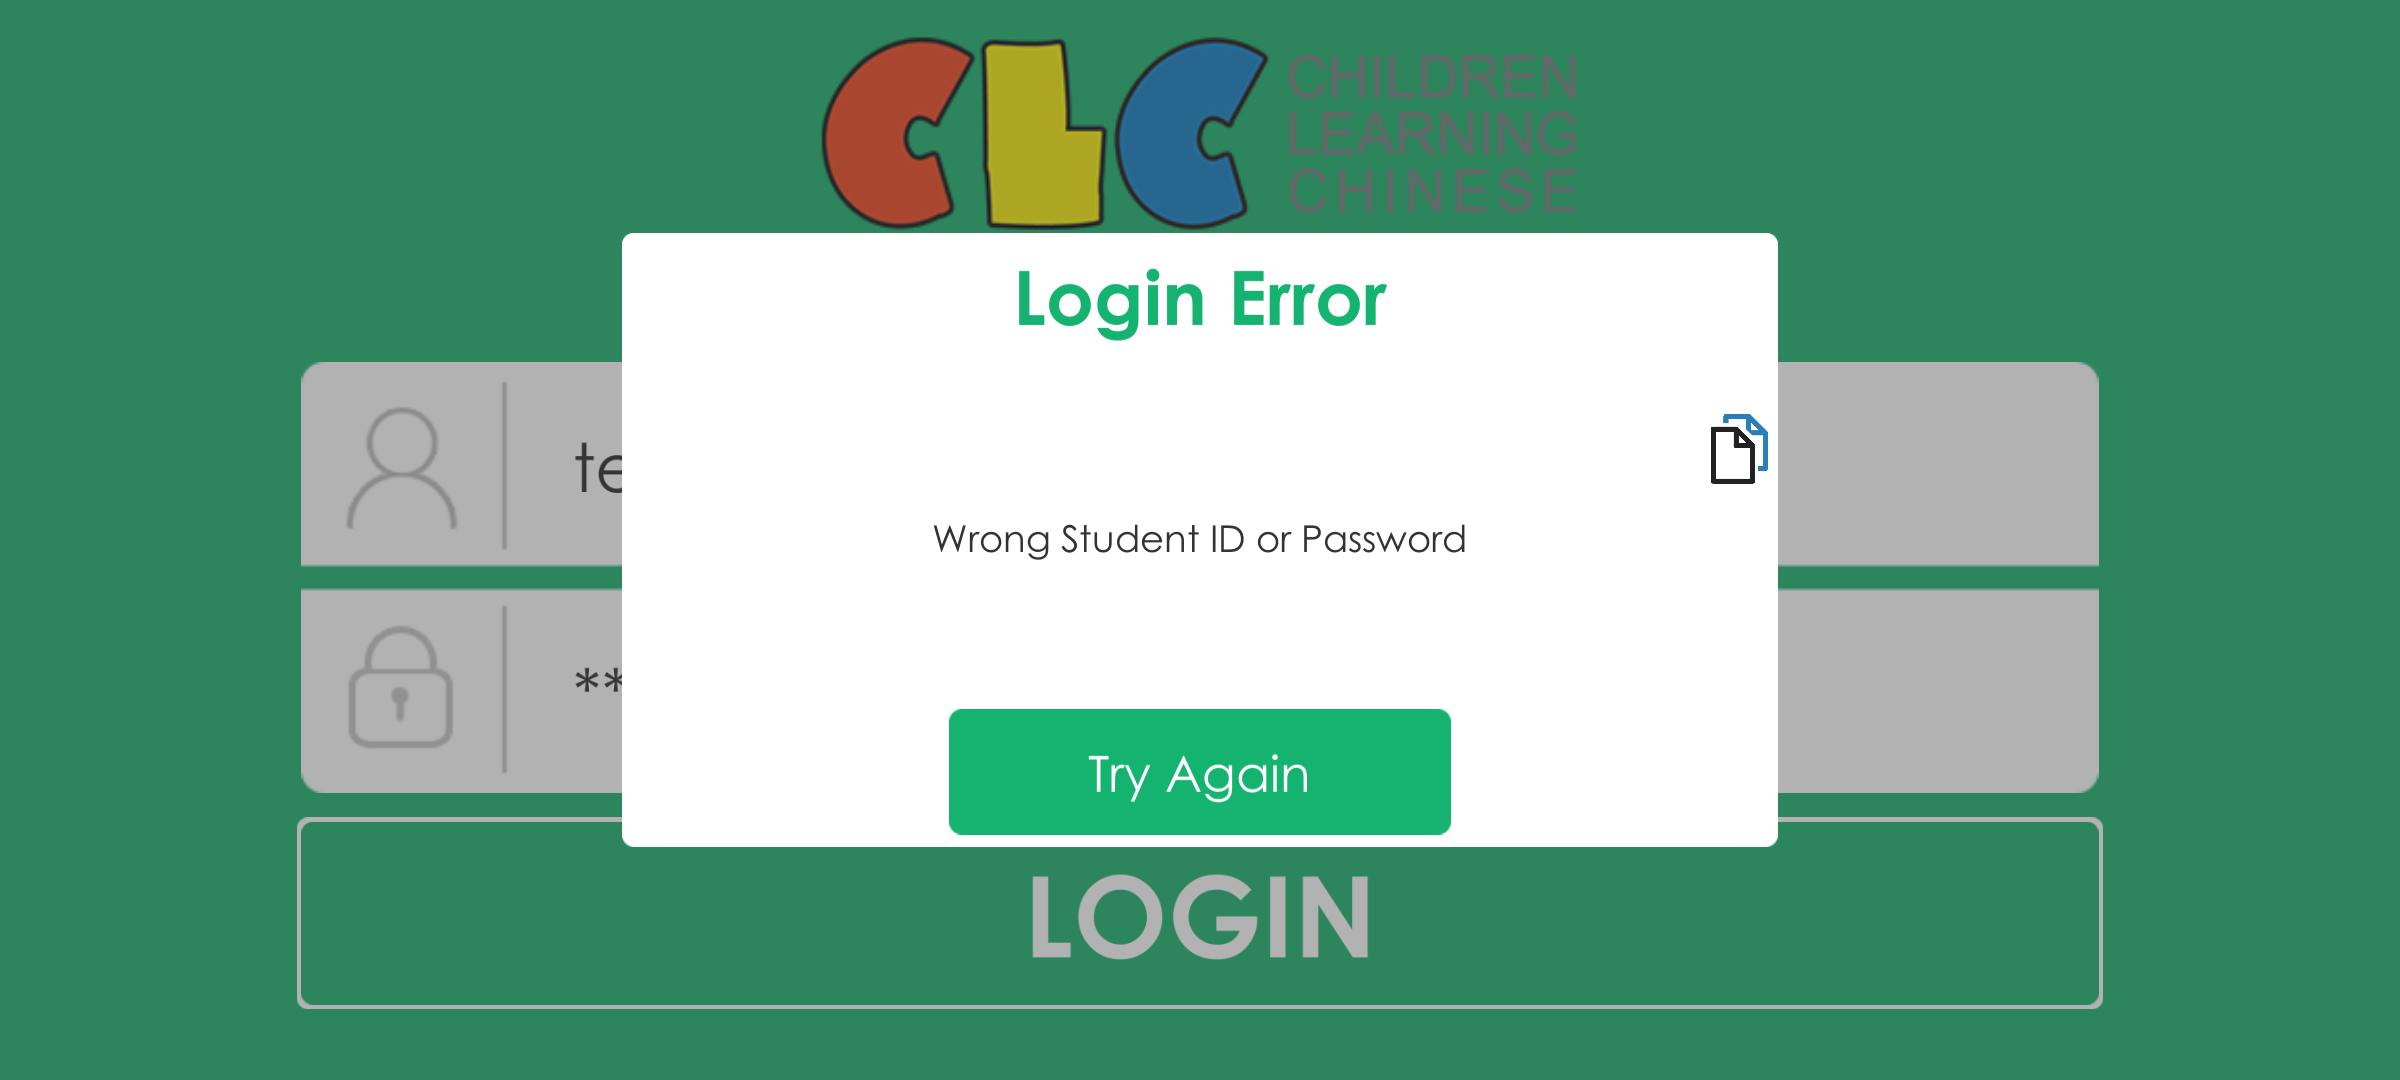 CLC
CHILDREN
LEARNING
CHINESE
Login Error
te
Wrong Student ID or Password
**
Try Again
LOGIN